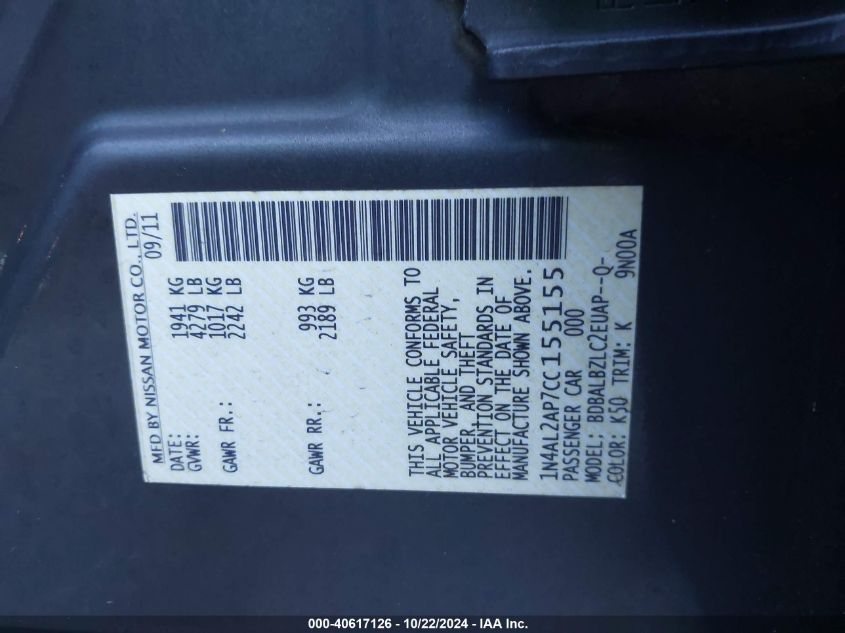 MFD BY NISSAN MOTOR CO., LTD.
DATE: 09/11
GVWR: 1941 KG
4279 LB
GAWR FR.: 1017 KG
2242 LB
GAWR RR.: 993 KG
2189 LB
THIS VEHICLE CONFORMS TO
ALL APPLICABLE FEDERAL
MOTOR VEHICLE SAFETY,
BUMPER, AND THEFT
PREVENTION STANDARDS IN
EFFECT ON THE DATE OF
MANUFACTURE SHOWN ABOVE.
1N4AL2AP7CC155155
PASSENGER CAR 000
MODEL: BDBALBZLC2EUAP--Q-
COLOR: K50 TRIM: K 9N00A
000-40617126 - 10/22/2024 - IAA Inc.